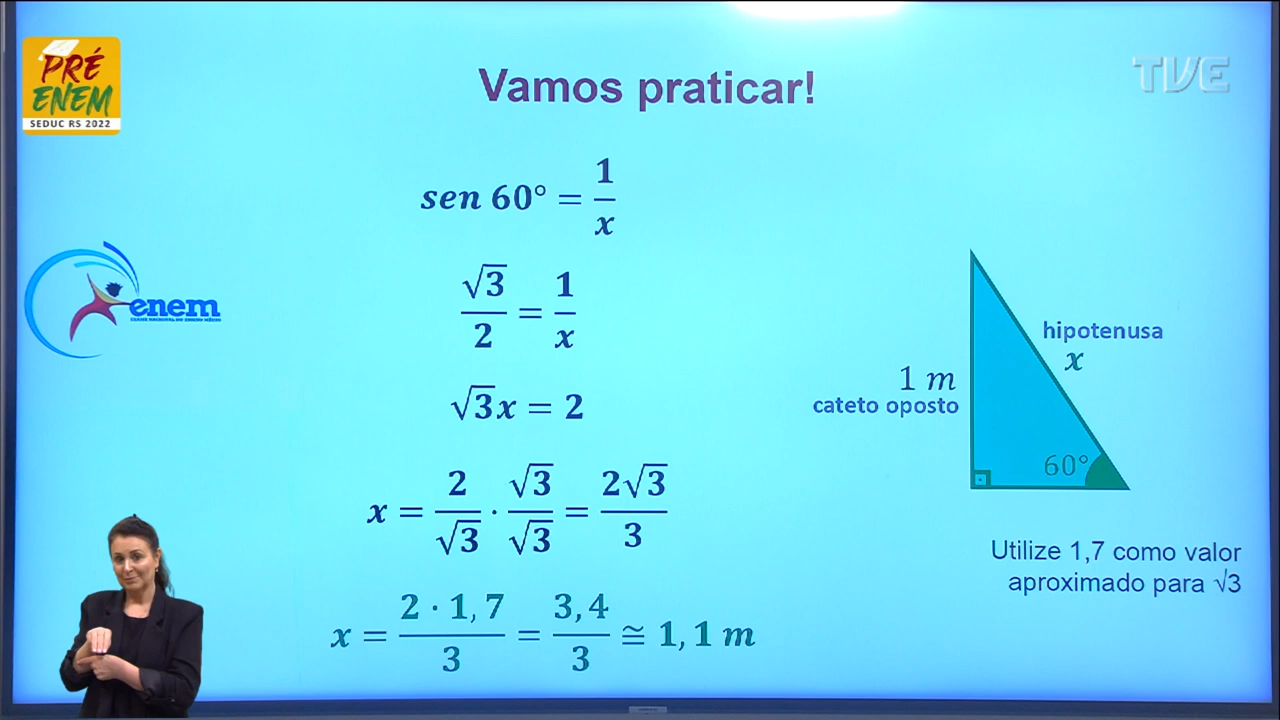 PRÉ
ENEM
SEDUC RS 2022
TVE
Vamos praticar!
sen 60° = 1/x
√3/2 = 1/x
enem
√3x = 2
x = 2/√3 · √3/√3 = 2√3/3
x = 2 · 1,7/3 = 3,4/3 ≅ 1,1 m
hipotenusa
x
1 m
cateto oposto
60°
Utilize 1,7 como valor
aproximado para √3